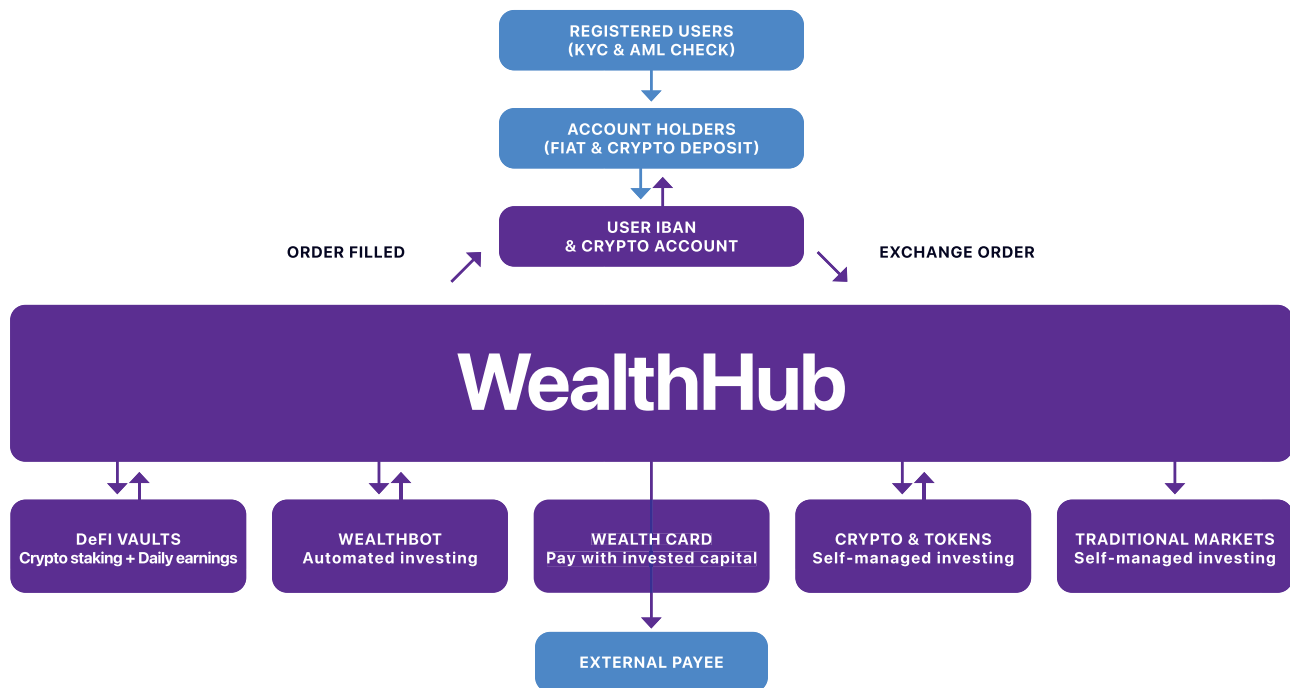 REGISTERED USERS
(KYC & AML CHECK)
ACCOUNT HOLDERS
(FIAT & CRYPTO DEPOSIT)
USER IBAN
& CRYPTO ACCOUNT
ORDER FILLED
EXCHANGE ORDER
WealthHub
DeFI VAULTS
Crypto staking + Daily earnings
WEALTHBOT
Automated investing
WEALTH CARD
Pay with invested capital
CRYPTO & TOKENS
Self-managed investing
TRADITIONAL MARKETS
Self-managed investing
EXTERNAL PAYEE